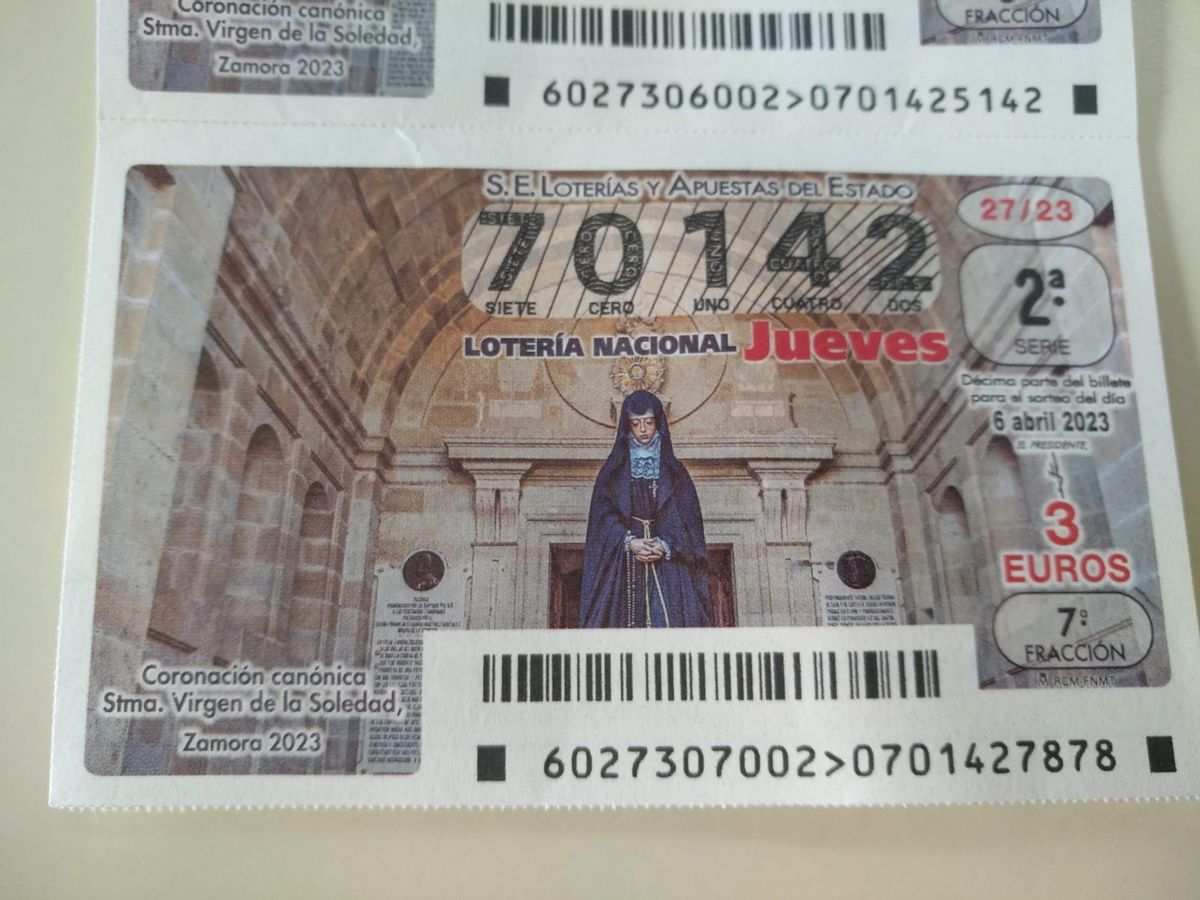 Coronación canónica
Stma. Virgen de la Soledad,
Zamora 2023
FRACCIÓN
6027306002>0701425142
S.E. LOTERÍAS Y APUESTAS DEL ESTADO
70142
SIETE CERO UNO CUATRO DOS
LOTERÍA NACIONAL Jueves
27/23
2ª
SERIE
Décima parte del billete
para el sorteo del día
6 abril 2023
EL PRESIDENTE,
3
EUROS
7ª
FRACCIÓN
RCM-FNMT
Coronación canónica
Stma. Virgen de la Soledad,
Zamora 2023
6027307002>0701427878